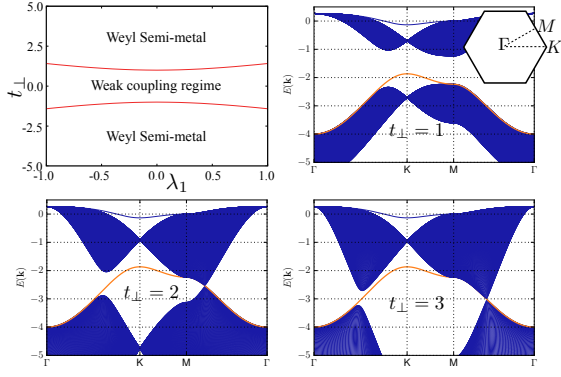 5.0
Weyl Semi-metal
2.5
t⊥
0.0
Weak coupling regime
-2.5
Weyl Semi-metal
-5.0
-1.0 -0.5 0.0 0.5 1.0
λ1
0
-1
-2
-3
-4
-5
E(k)
M
Γ
K
t⊥ = 1
Γ K M Γ
0
-1
-2
-3
-4
-5
E(k)
t⊥ = 2
Γ K M Γ
0
-1
-2
-3
-4
-5
E(k)
t⊥ = 3
Γ K M Γ